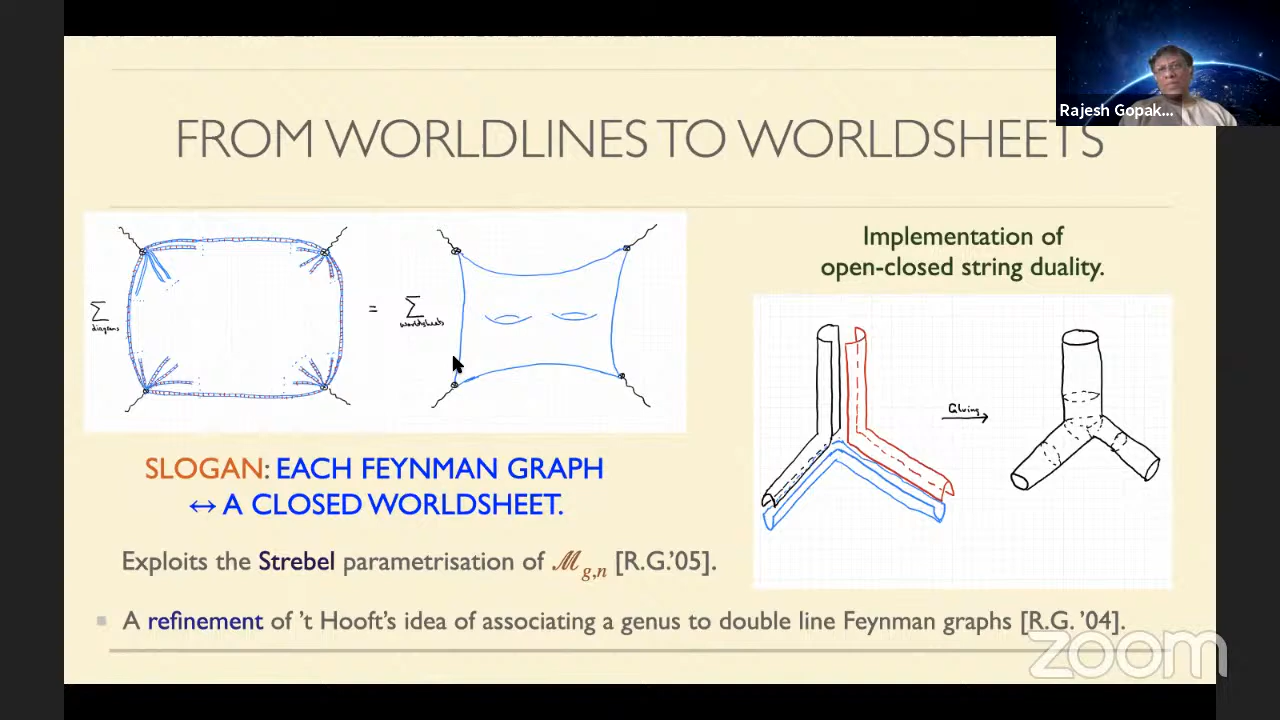 Rajesh Gopak...
FROM WORLDLINES TO WORLDSHEETS
Σ
diagrams
=
Σ
worldsheets
Implementation of
open-closed string duality.
Gluing
SLOGAN: EACH FEYNMAN GRAPH
↔ A CLOSED WORLDSHEET.
Exploits the Strebel parametrisation of ℳg,n [R.G.'05].
A refinement of 't Hooft's idea of associating a genus to double line Feynman graphs [R.G. '04].
zoom